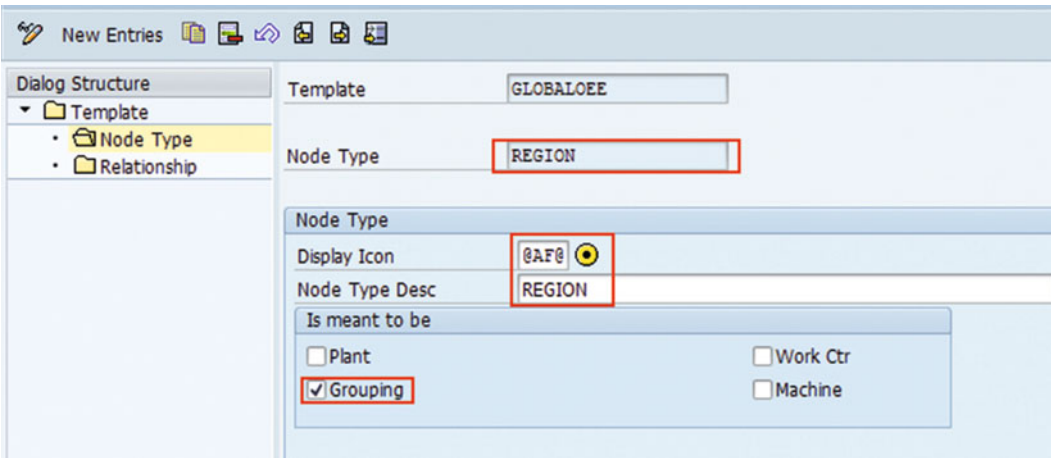 New Entries
Dialog Structure
Template
Node Type
Relationship
Template GLOBALOEE
Node Type REGION
Node Type
Display Icon @AF@
Node Type Desc REGION
Is meant to be
Plant Work Ctr
Grouping Machine